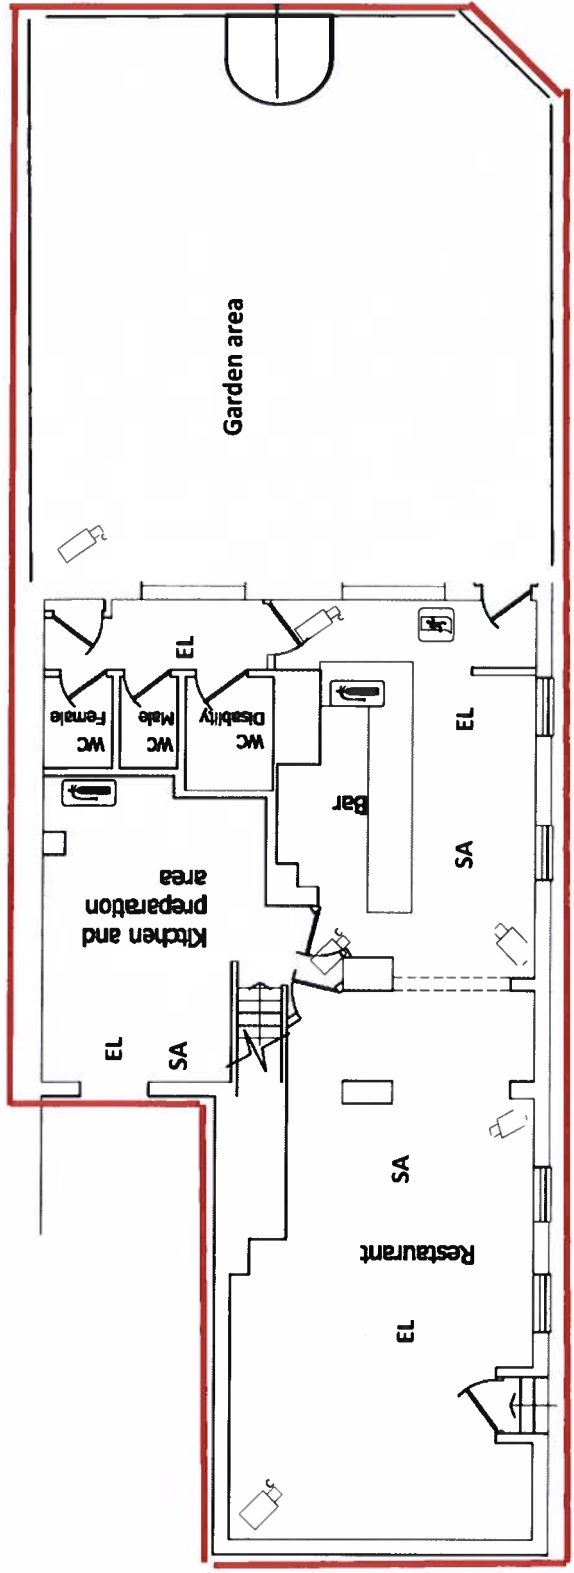 Garden area
EL
WC
Female
WC
Male
WC
Disability
EL
Bar
SA
Kitchen and
preparation
area
EL
SA
SA
Restaurant
EL